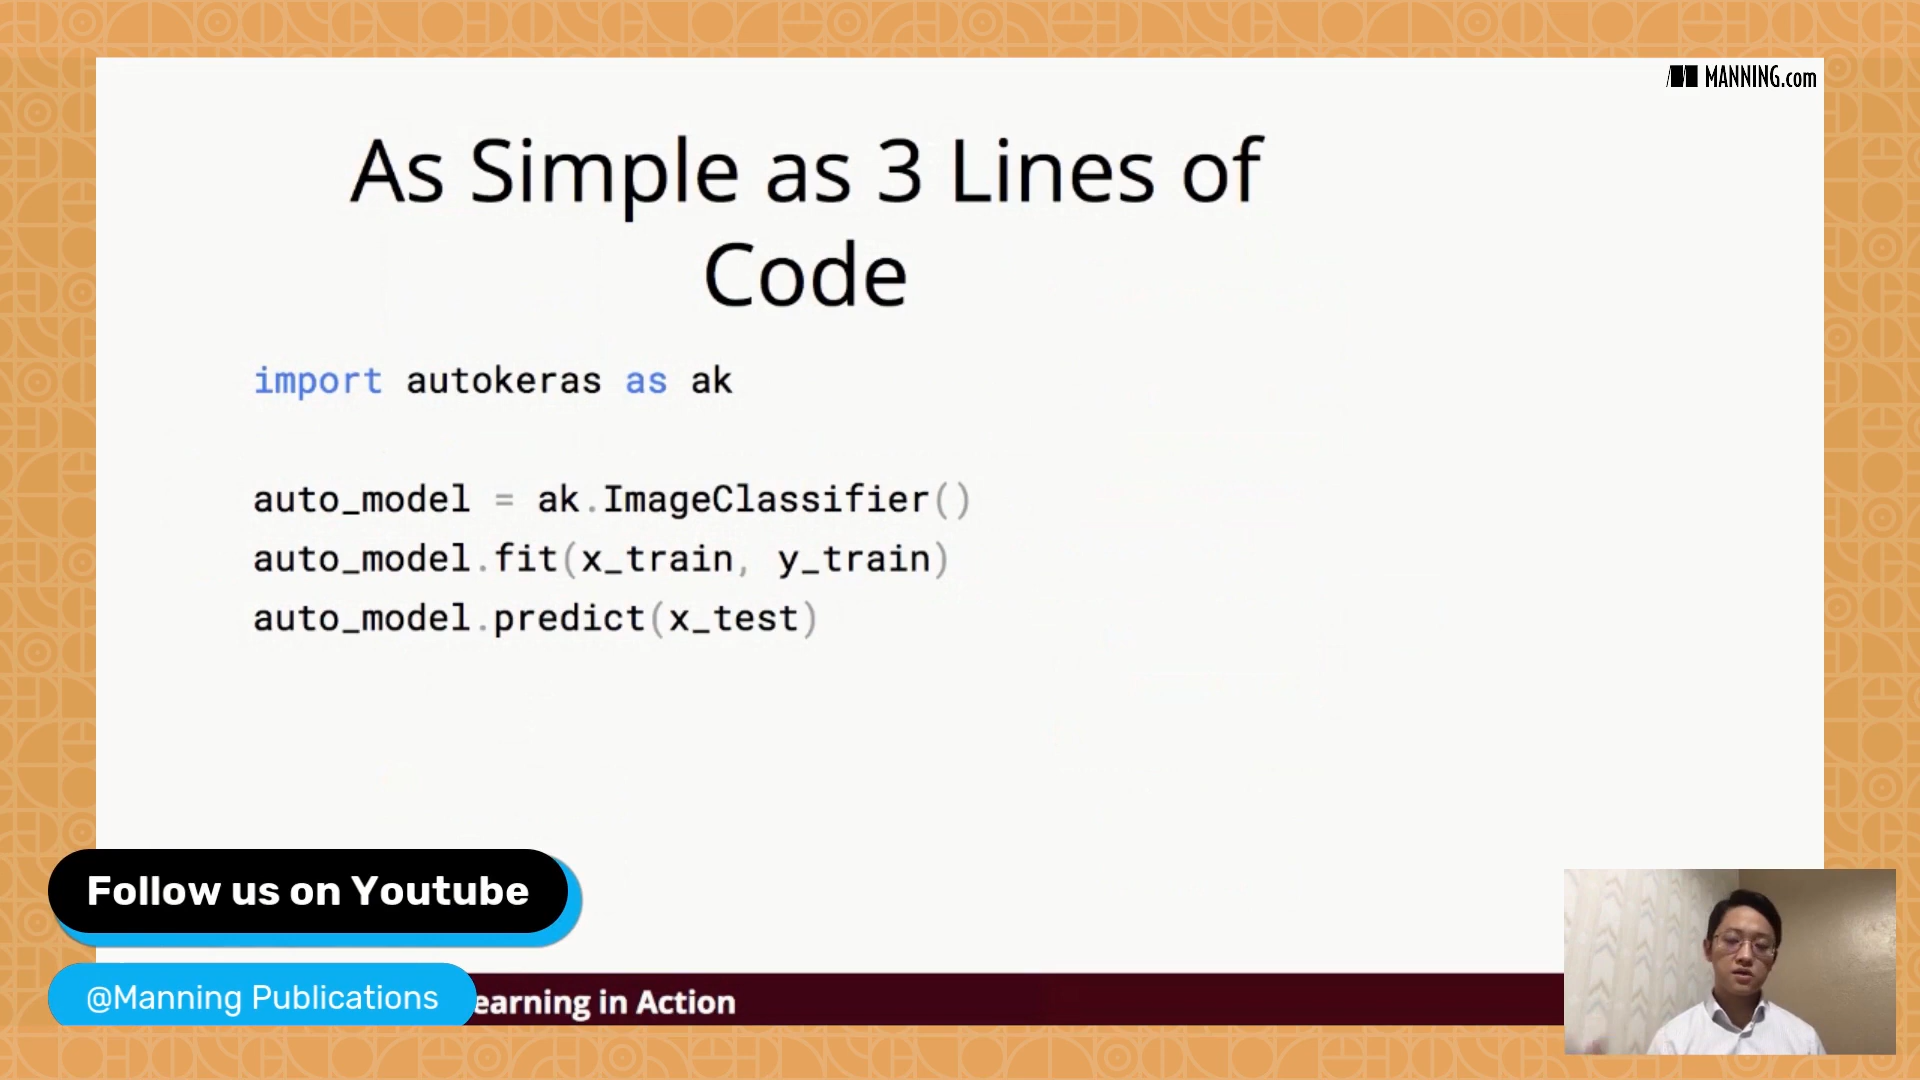 MANNING.com
As Simple as 3 Lines of
Code
import autokeras as ak
auto_model = ak.ImageClassifier()
auto_model.fit(x_train, y_train)
auto_model.predict(x_test)
Follow us on Youtube
@Manning Publications
earning in Action